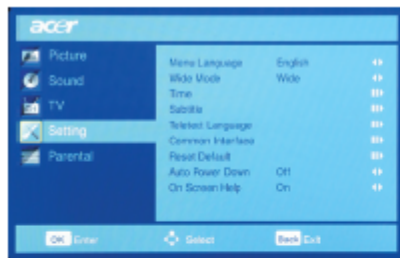 acer
Picture
Sound
TV
Setting
Parental
Menu Language English
Wide Mode Wide
Time
Subtitle
Teletext Language
Common Interface
Reset Default
Auto Power Down Off
On Screen Help On
OK Enter Select Back Exit